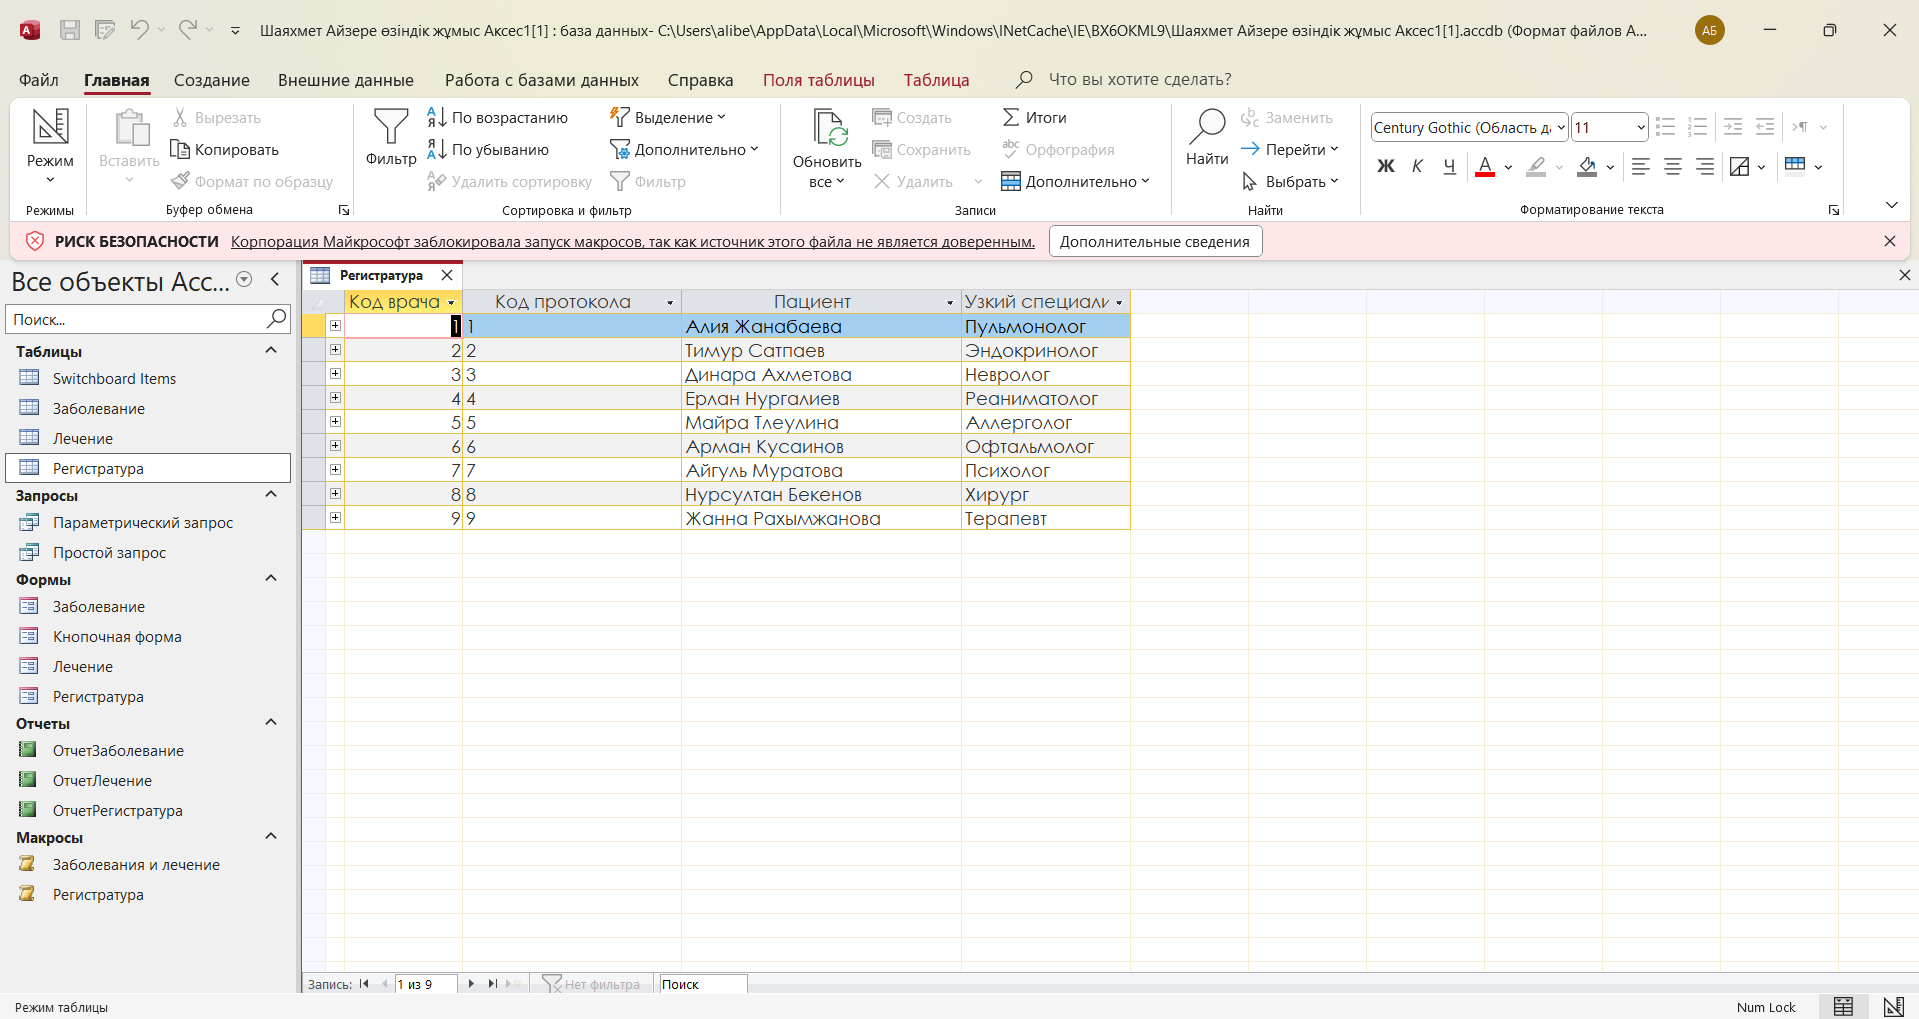 Шаяхмет Айзере өзіндік жұмыс Аксес1[1] : база данных- C:\Users\alibe\AppData\Local\Microsoft\Windows\INetCache\IE\BX6OKML9\Шаяхмет Айзере өзіндік жұмыс Аксес1[1].accdb (Формат файлов А...
АБ
Файл Главная Создание Внешние данные Работа с базами данных Справка Поля таблицы Таблица Что вы хотите сделать?
Режим
Режимы
Вставить
Вырезать
Копировать
Формат по образцу
Буфер обмена
Фильтр
По возрастанию
По убыванию
Удалить сортировку
Выделение
Дополнительно
Фильтр
Сортировка и фильтр
Обновить
все
Создать
Сохранить
Удалить
Итоги
Орфография
Дополнительно
Записи
Найти
Заменить
Перейти
Выбрать
Найти
Century Gothic (Область да
11
Ж К Ч
Форматирование текста
РИСК БЕЗОПАСНОСТИ Корпорация Майкрософт заблокировала запуск макросов, так как источник этого файла не является доверенным. Дополнительные сведения
Все объекты Acc...
Поиск...
Таблицы
Switchboard Items
Заболевание
Лечение
Регистратура
Запросы
Параметрический запрос
Простой запрос
Формы
Заболевание
Кнопочная форма
Лечение
Регистратура
Отчеты
ОтчетЗаболевание
ОтчетЛечение
ОтчетРегистратура
Макросы
Заболевания и лечение
Регистратура
Регистратура
Код врача Код протокола Пациент Узкий специали
1 1 Алия Жанабаева Пульмонолог
2 2 Тимур Сатпаев Эндокринолог
3 3 Динара Ахметова Невролог
4 4 Ерлан Нургалиев Реаниматолог
5 5 Майра Тлеулина Аллерголог
6 6 Арман Кусаинов Офтальмолог
7 7 Айгуль Муратова Психолог
8 8 Нурсултан Бекенов Хирург
9 9 Жанна Рахымжанова Терапевт
Запись: 1 из 9 Нет фильтра Поиск
Режим таблицы
Num Lock